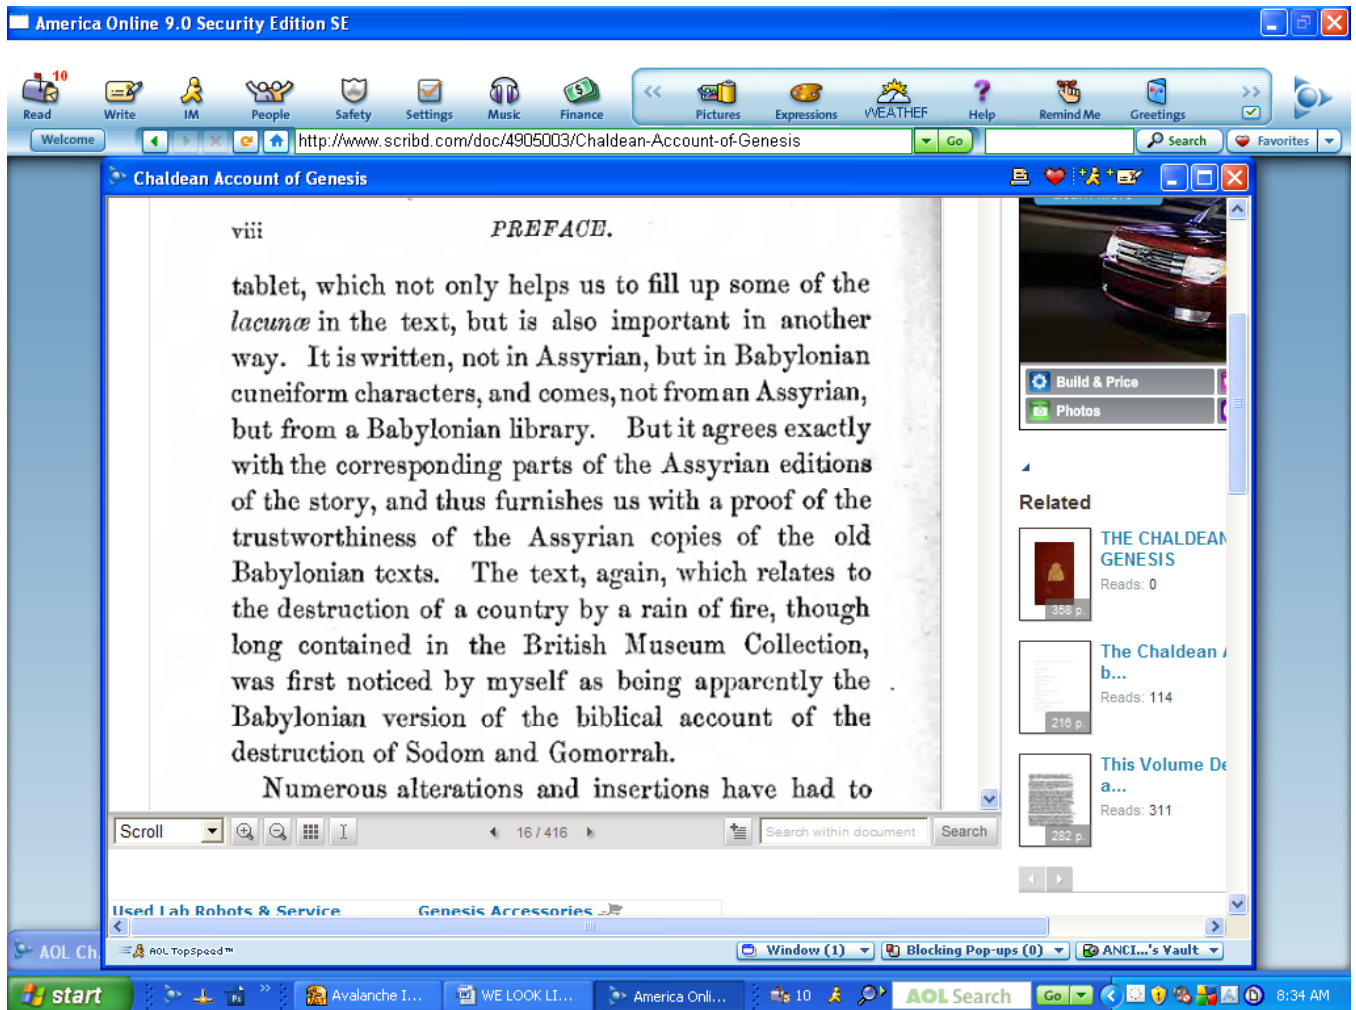 America Online 9.0 Security Edition SE
10
Read Write IM People Safety Settings Music Finance Pictures Expressions WEATHER Help Remind Me Greetings
Welcome http://www.scribd.com/doc/4905003/Chaldean-Account-of-Genesis Go Search Favorites
Chaldean Account of Genesis
viii PREFACE.
tablet, which not only helps us to fill up some of the
lacunæ in the text, but is also important in another
way. It is written, not in Assyrian, but in Babylonian
cuneiform characters, and comes, not from an Assyrian,
but from a Babylonian library. But it agrees exactly
with the corresponding parts of the Assyrian editions
of the story, and thus furnishes us with a proof of the
trustworthiness of the Assyrian copies of the old
Babylonian texts. The text, again, which relates to
the destruction of a country by a rain of fire, though
long contained in the British Museum Collection,
was first noticed by myself as being apparently the
Babylonian version of the biblical account of the
destruction of Sodom and Gomorrah.
Numerous alterations and insertions have had to
Scroll 16 / 416 Search within document Search
Used Lab Robots & Service Genesis Accessories
Learn More
Build & Price
Photos
Related
THE CHALDEAN
GENESIS
Reads: 0
358 p.
The Chaldean A
b...
Reads: 114
216 p.
This Volume De
a...
Reads: 311
282 p.
AOL Ch
AOL TopSpeed™ Window (1) Blocking Pop-ups (0) ANCI...'s Vault
start Avalanche I... WE LOOK LI... America Onli... 10 AOL Search Go 8:34 AM